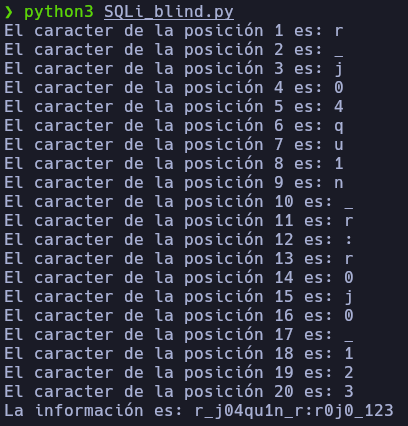 ❯ python3 SQLi_blind.py
El caracter de la posición 1 es: r
El caracter de la posición 2 es: _
El caracter de la posición 3 es: j
El caracter de la posición 4 es: 0
El caracter de la posición 5 es: 4
El caracter de la posición 6 es: q
El caracter de la posición 7 es: u
El caracter de la posición 8 es: 1
El caracter de la posición 9 es: n
El caracter de la posición 10 es: _
El caracter de la posición 11 es: r
El caracter de la posición 12 es: :
El caracter de la posición 13 es: r
El caracter de la posición 14 es: 0
El caracter de la posición 15 es: j
El caracter de la posición 16 es: 0
El caracter de la posición 17 es: _
El caracter de la posición 18 es: 1
El caracter de la posición 19 es: 2
El caracter de la posición 20 es: 3
La información es: r_j04qu1n_r:r0j0_123